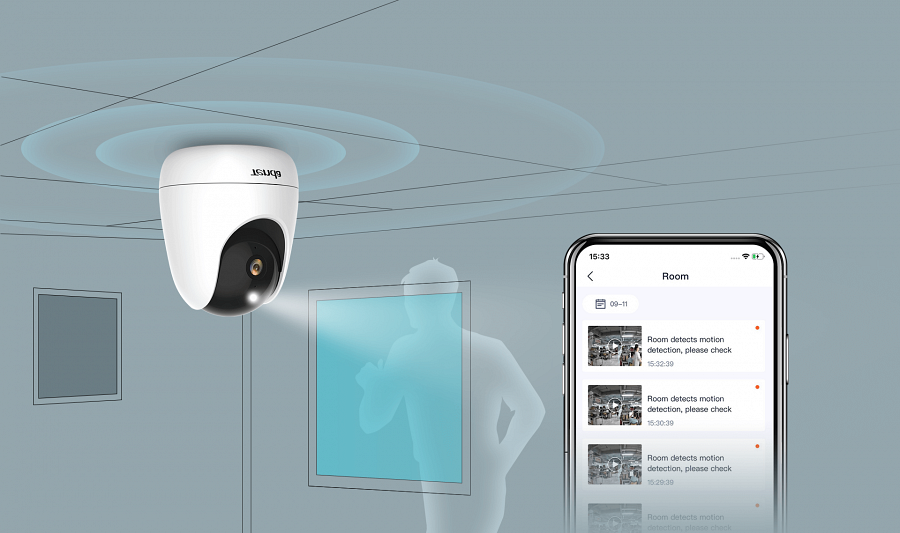 Tenda
15:33
Room
09-11
Room detects motion
detection, please check
15:32:39
Room detects motion
detection, please check
15:30:39
Room detects motion
detection, please check
15:29:39
Room detects motion
detection, please check